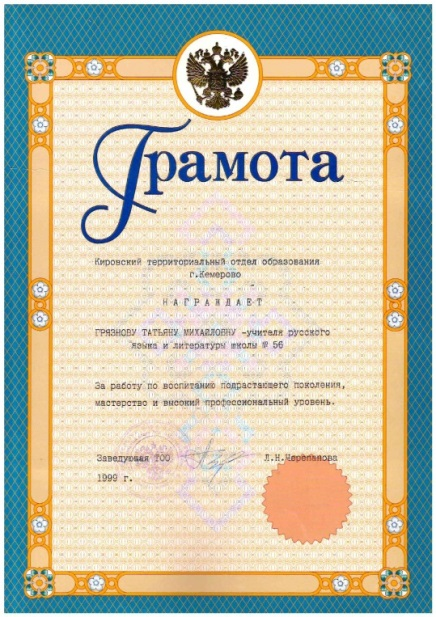 Грамота
Кировский территориальный отдел образования
г.Кемерово
НАГРАЖДАЕТ
ГРЯЗНОВУ ТАТЬЯНУ МИХАЙЛОВНУ -учителя русского
языка и литературы школы № 56
За работу по воспитанию подрастающего поколения,
мастерство и высокий профессиональный уровень.
Заведующая ТОО Л.Н.
1999 г.